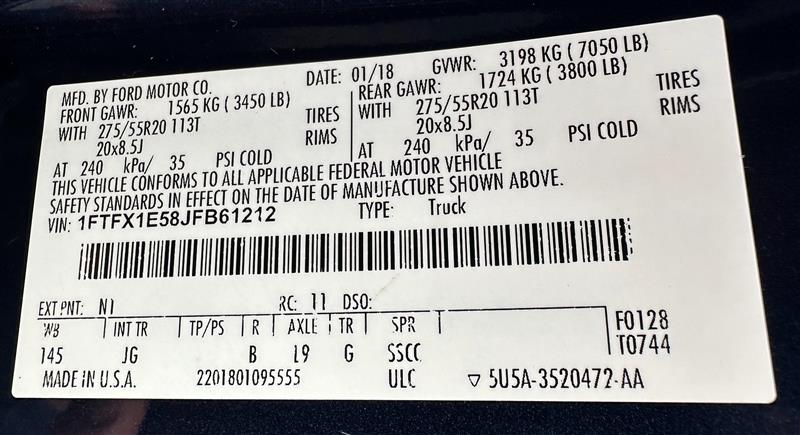 MFD. BY FORD MOTOR CO. DATE: 01/18 GVWR: 3198 KG ( 7050 LB)
FRONT GAWR: 1565 KG ( 3450 LB) REAR GAWR: 1724 KG ( 3800 LB)
WITH 275/55R20 113T TIRES WITH 275/55R20 113T TIRES
20x8.5J RIMS 20x8.5J RIMS
AT 240 kPa/ 35 PSI COLD AT 240 kPa/ 35 PSI COLD
THIS VEHICLE CONFORMS TO ALL APPLICABLE FEDERAL MOTOR VEHICLE
SAFETY STANDARDS IN EFFECT ON THE DATE OF MANUFACTURE SHOWN ABOVE.
VIN: 1FTFX1E58JFB61212 TYPE: Truck
EXT PNT: N1 RC: 11 DSO:
WB INT TR TP/PS R AXLE TR SPR F0128
145 JG B L9 G SSCC T0744
MADE IN U.S.A. 2201801095555 ULC ▽ 5U5A-3520472-AA